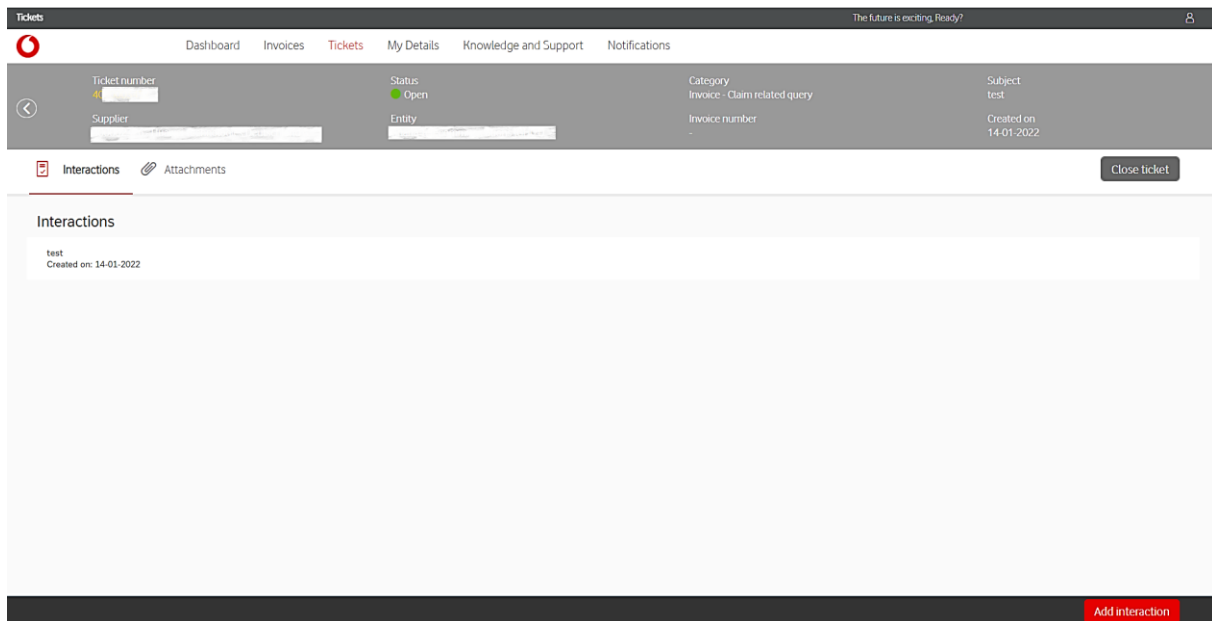 Tickets The future is exciting, Ready?
Dashboard Invoices Tickets My Details Knowledge and Support Notifications
Ticket number Status Category Subject
40 Open Invoice - Claim related query test
Supplier Entity Invoice number Created on
- 14-01-2022
Interactions Attachments Close ticket
Interactions
test
Created on: 14-01-2022
Add interaction